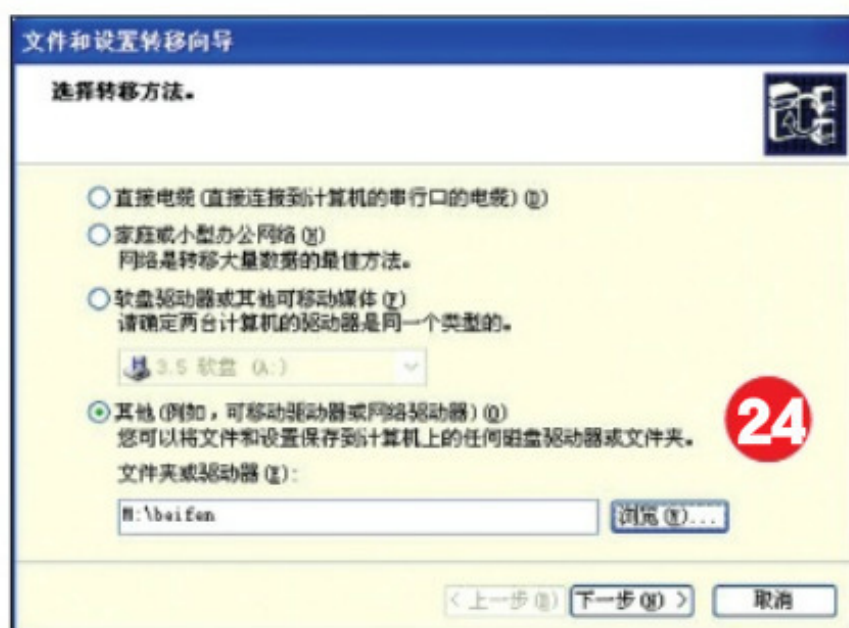 文件和设置转移向导
选择转移方法。
直接电缆(直接连接到计算机的串行口的电缆)(D)
家庭或小型办公网络(H)
网络是转移大量数据的最佳方法。
软盘驱动器或其他可移动媒体(F)
请确定两台计算机的驱动器是同一个类型的。
3.5 软盘 (A:)
其他(例如，可移动驱动器或网络驱动器)(O)
24
您可以将文件和设置保存到计算机上的任何磁盘驱动器或文件夹。
文件夹或驱动器(E):
M:\beifen
浏览(R)...
< 上一步(B)
下一步(N) >
取消